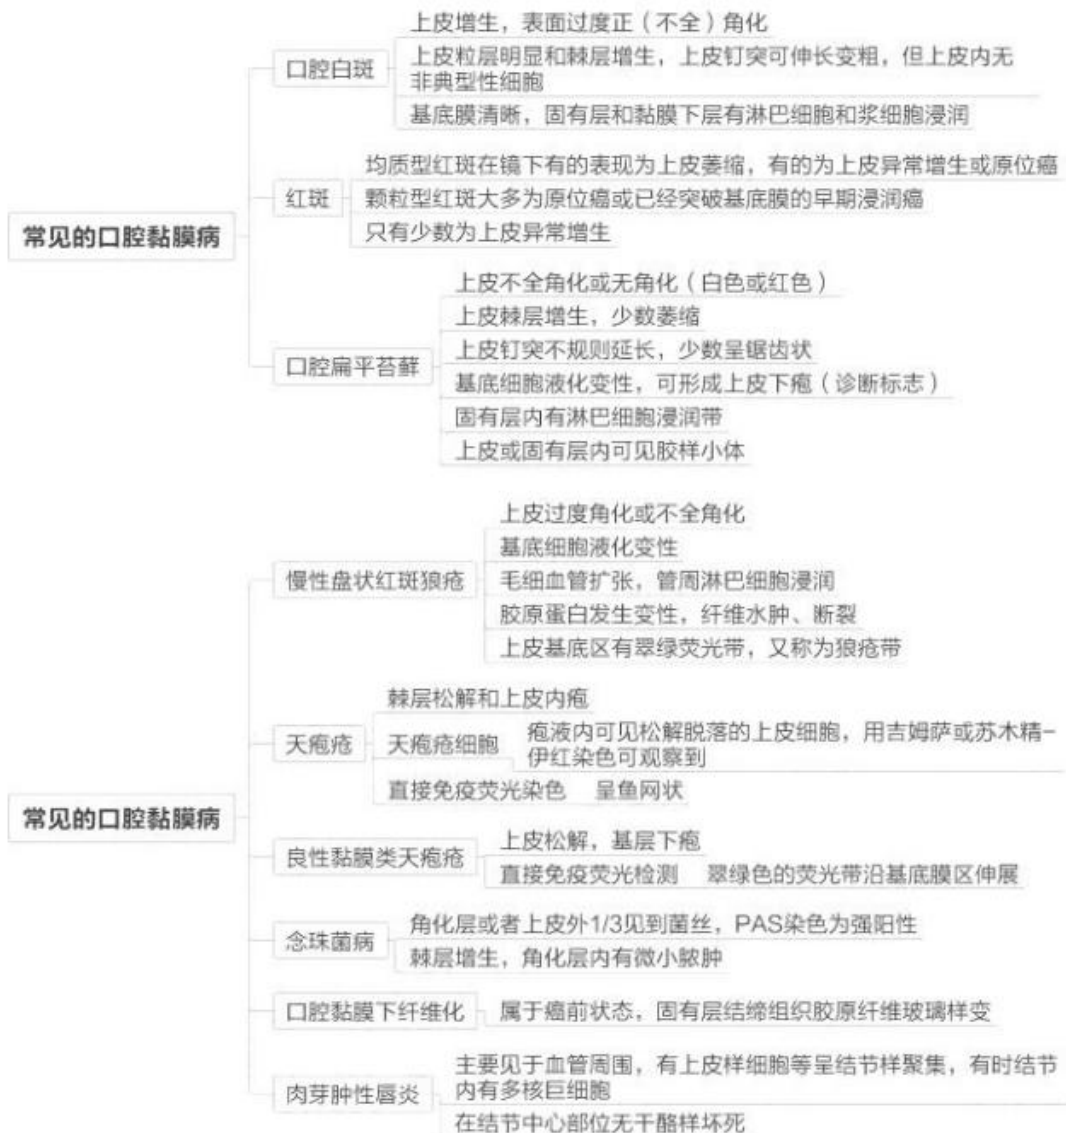 常见的口腔黏膜病
口腔白斑
上皮增生，表面过度正（不全）角化
上皮粒层明显和棘层增生，上皮钉突可伸长变粗，但上皮内无
非典型性细胞
基底膜清晰，固有层和黏膜下层有淋巴细胞和浆细胞浸润
红斑
均质型红斑在镜下有的表现为上皮萎缩，有的为上皮异常增生或原位癌
颗粒型红斑大多为原位癌或已经突破基底膜的早期浸润癌
只有少数为上皮异常增生
口腔扁平苔藓
上皮不全角化或无角化（白色或红色）
上皮棘层增生，少数萎缩
上皮钉突不规则延长，少数呈锯齿状
基底细胞液化变性，可形成上皮下疱（诊断标志）
固有层内有淋巴细胞浸润带
上皮或固有层内可见胶样小体
常见的口腔黏膜病
慢性盘状红斑狼疮
上皮过度角化或不全角化
基底细胞液化变性
毛细血管扩张，管周淋巴细胞浸润
胶原蛋白发生变性，纤维水肿、断裂
上皮基底区有翠绿荧光带，又称为狼疮带
天疱疮
棘层松解和上皮内疱
天疱疮细胞 疱液内可见松解脱落的上皮细胞，用吉姆萨或苏木精-
伊红染色可观察到
直接免疫荧光染色 呈鱼网状
良性黏膜类天疱疮
上皮松解，基层下疱
直接免疫荧光检测 翠绿色的荧光带沿基底膜区伸展
念珠菌病
角化层或者上皮外1/3见到菌丝，PAS染色为强阳性
棘层增生，角化层内有微小脓肿
口腔黏膜下纤维化 属于癌前状态，固有层结缔组织胶原纤维玻璃样变
肉芽肿性唇炎
主要见于血管周围，有上皮样细胞等呈结节样聚集，有时结节
内有多核巨细胞
在结节中心部位无干酪样坏死